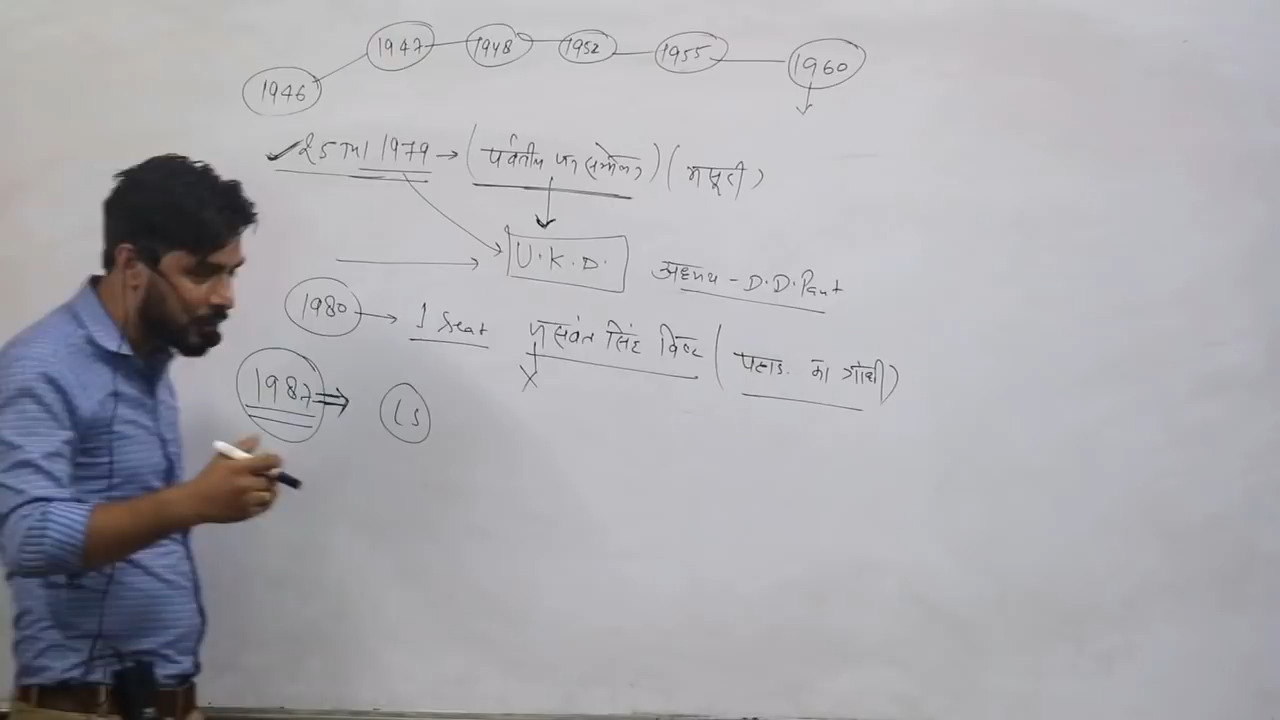 1946 1947 1948 1952 1955 1960
25 1979 → (पर्वतीय जन सम्मेलन) (मसूरी)
U.K.D. अध्यक्ष - D.D. Pant
1980 → 1 Seat जसवंत सिंह विष्ट (पहाड़ का गांधी)
1987 ⇒ LS